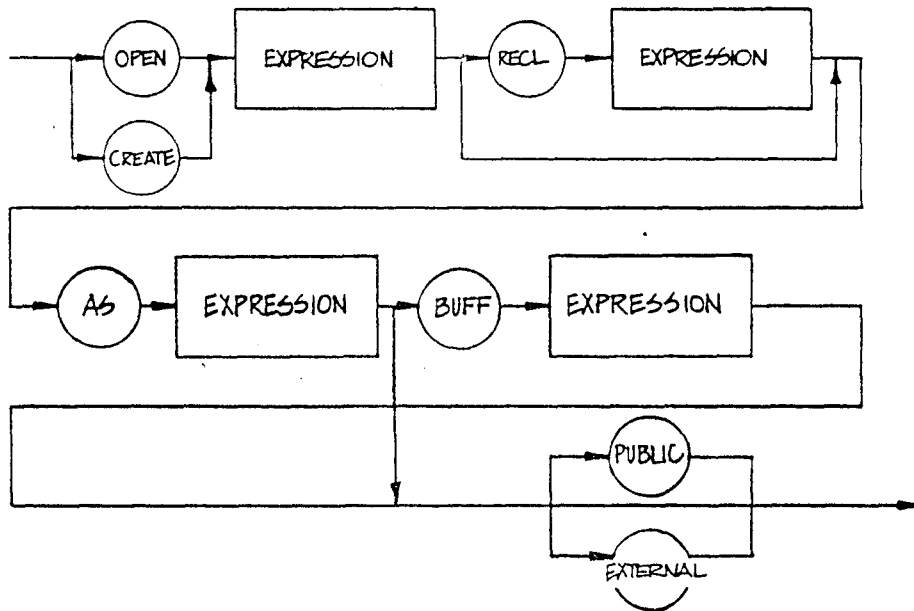 OPEN
EXPRESSION
RECL
EXPRESSION
CREATE
AS
EXPRESSION
BUFF
EXPRESSION
PUBLIC
EXTERNAL